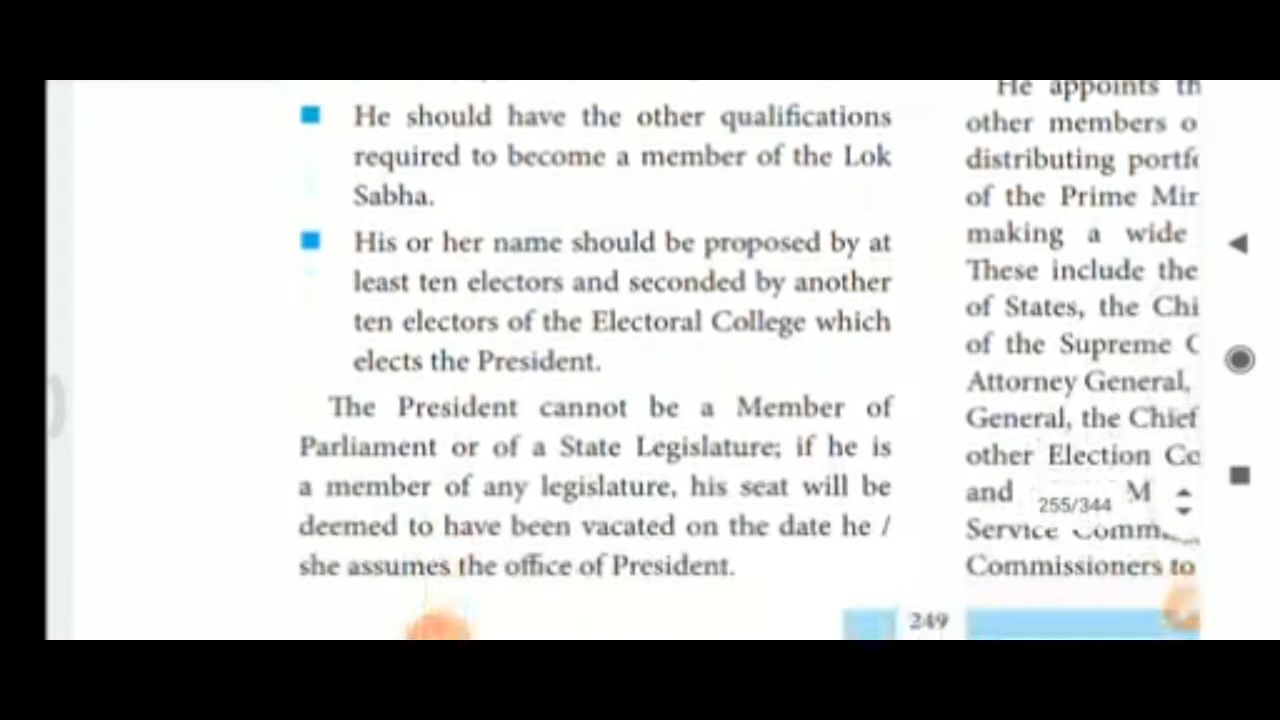 He should have the other qualifications
required to become a member of the Lok
Sabha.
His or her name should be proposed by at
least ten electors and seconded by another
ten electors of the Electoral College which
elects the President.
The President cannot be a Member of
Parliament or of a State Legislature; if he is
a member of any legislature, his seat will be
deemed to have been vacated on the date he /
she assumes the office of President.
249
He appoints th
other members o
distributing portfo
of the Prime Min
making a wide
These include the
of States, the Chi
of the Supreme C
Attorney General,
General, the Chief
other Election Co
and M
255/344
Service Comm
Commissioners to